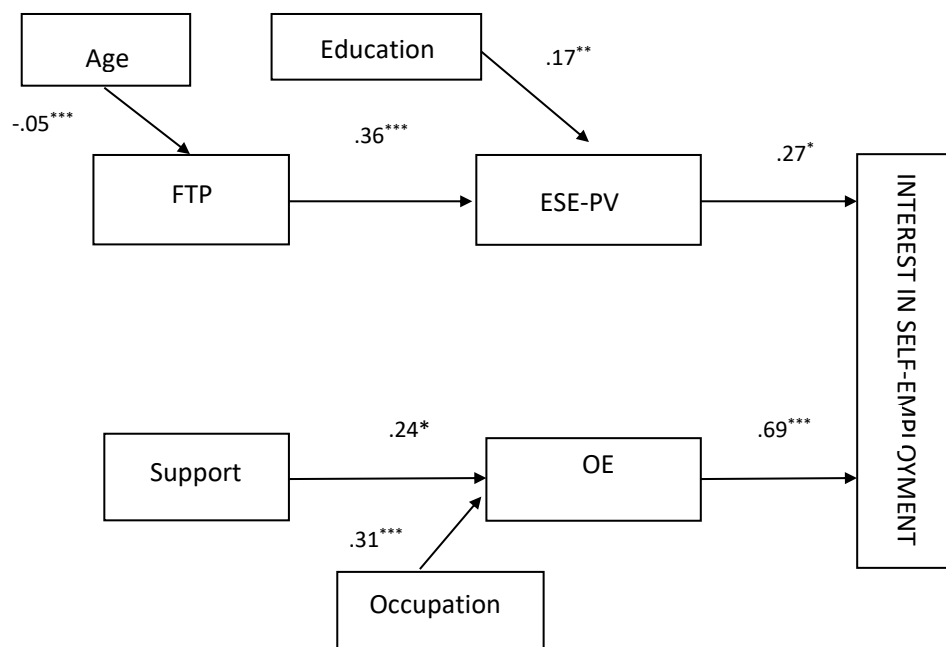 Age
Education
.17**
-.05***
.36***
.27*
FTP
ESE-PV
INTEREST IN SELF-EMPLOYMENT
.24*
.69***
Support
OE
.31***
Occupation